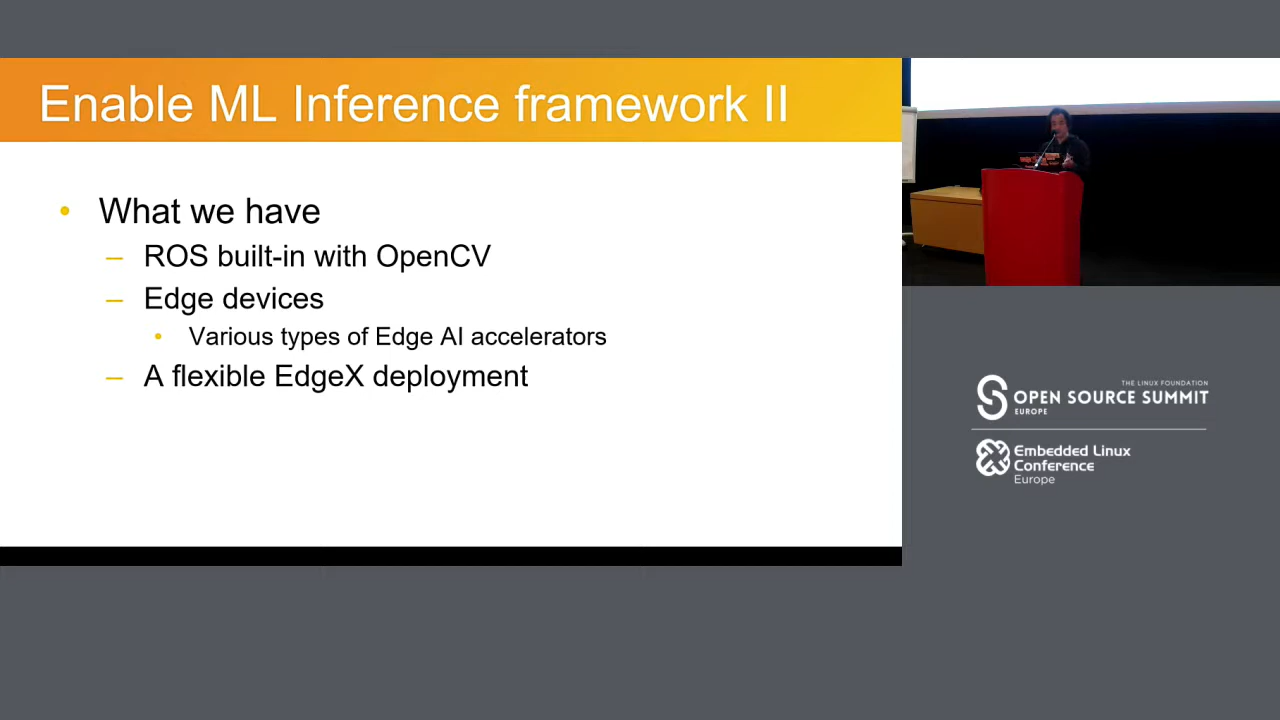 Enable ML Inference framework II
• What we have
– ROS built-in with OpenCV
– Edge devices
• Various types of Edge AI accelerators
– A flexible EdgeX deployment
THE LINUX FOUNDATION
OPEN SOURCE SUMMIT
EUROPE
Embedded Linux
Conference
Europe